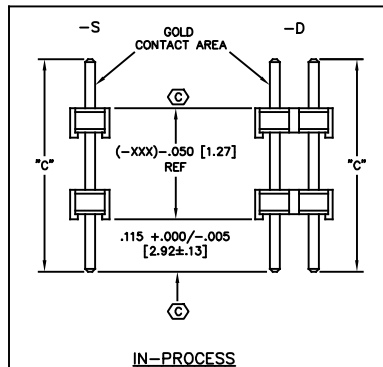 -S
GOLD
CONTACT AREA
-D
C
"C"
(-XXX)-.050 [1.27]
REF
"C"
.115 +.000/-.005
[2.92±.13]
C
IN-PROCESS